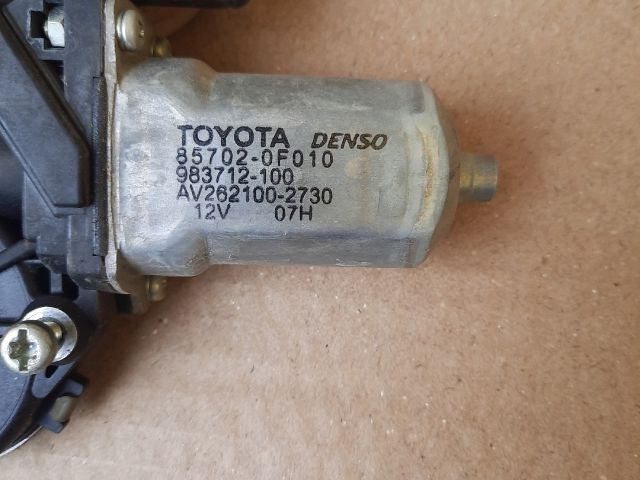 TOYOTA DENSO
85702-0F010
983712-100
AV262100-2730
12V 07H